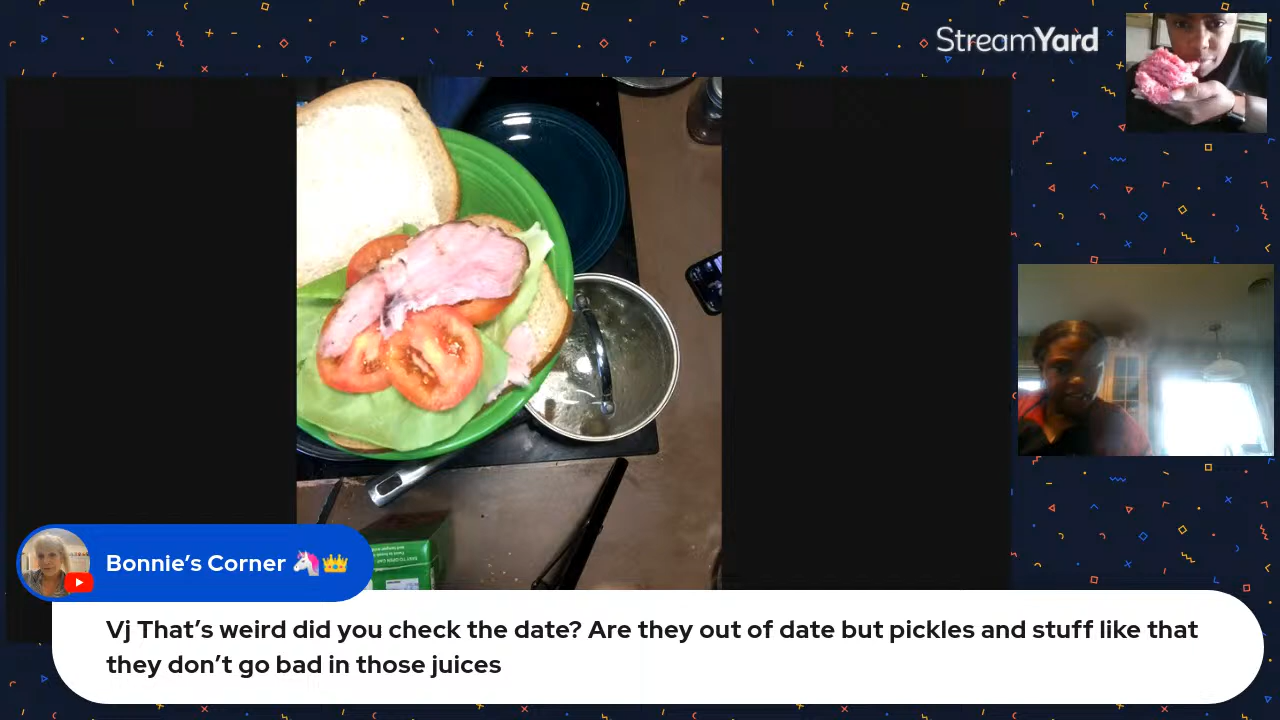 StreamYard
Bonnie's Corner 🦄👑
Vj That's weird did you check the date? Are they out of date but pickles and stuff like that
they don't go bad in those juices